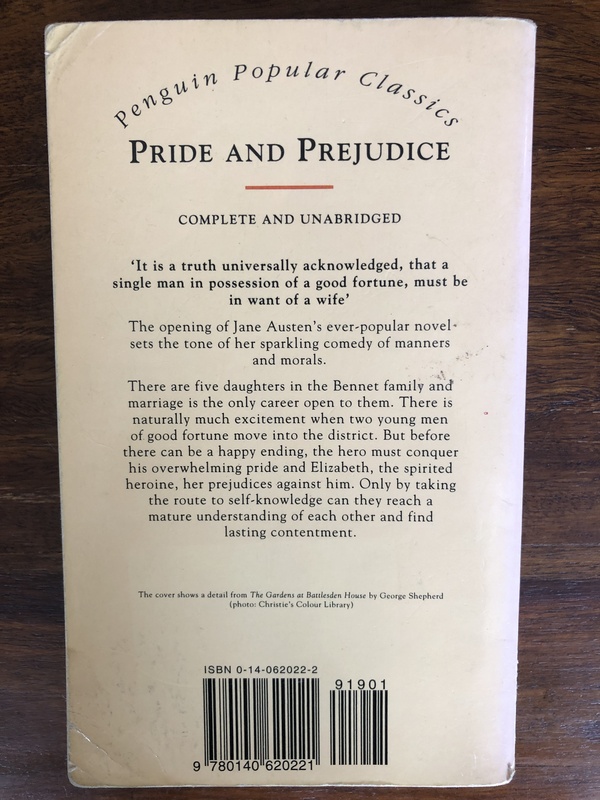 Penguin Popular Classics
PRIDE AND PREJUDICE
COMPLETE AND UNABRIDGED
‘It is a truth universally acknowledged, that a
single man in possession of a good fortune, must be
in want of a wife’
The opening of Jane Austen’s ever-popular novel
sets the tone of her sparkling comedy of manners
and morals.
There are five daughters in the Bennet family and
marriage is the only career open to them. There is
naturally much excitement when two young men
of good fortune move into the district. But before
there can be a happy ending, the hero must conquer
his overwhelming pride and Elizabeth, the spirited
heroine, her prejudices against him. Only by taking
the route to self-knowledge can they reach a
mature understanding of each other and find
lasting contentment.
The cover shows a detail from The Gardens at Battlesden House by George Shepherd
(photo: Christie’s Colour Library)
ISBN 0-14-062022-2
91901
9 780140 620221